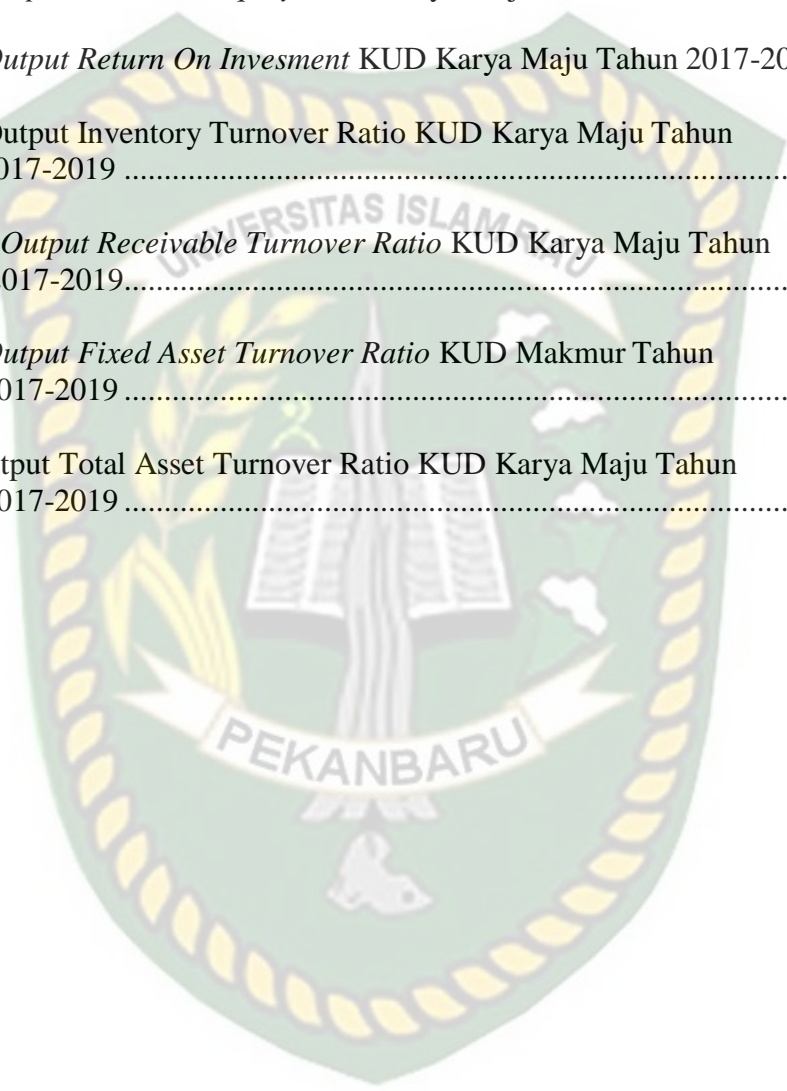 Output Return On Invesment KUD Karya Maju Tahun
Output Inventory Turnover Ratio KUD Karya Maju Tahun
2017-2019 ........................................................................
UNIVERSITAS ISLAM RIAU
Output Receivable Turnover Ratio KUD Karya Maju Tahun
2017-2019........................................................................
Output Fixed Asset Turnover Ratio KUD Makmur Tahun
2017-2019 ........................................................................
tput Total Asset Turnover Ratio KUD Karya Maju Tahun
2017-2019 ........................................................................
PEKANBARU